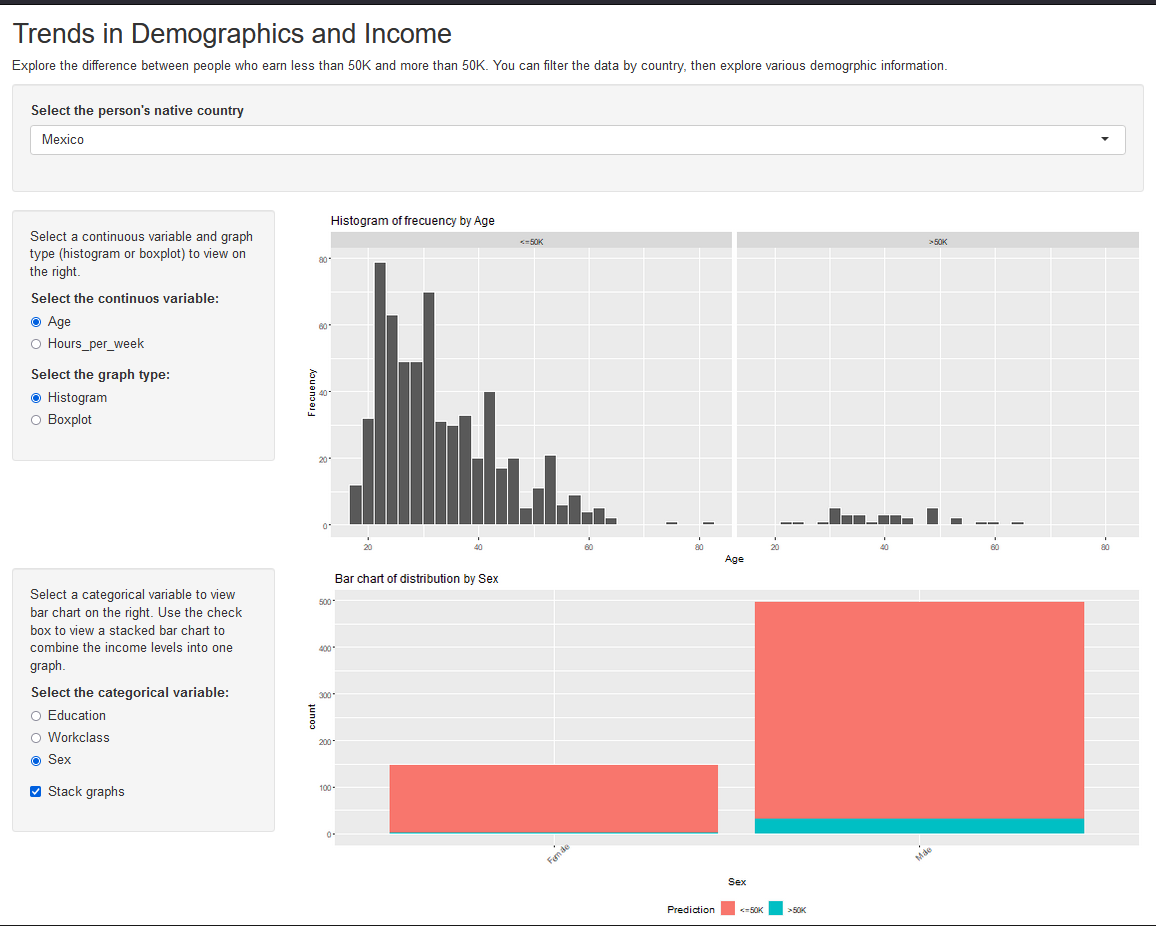 Trends in Demographics and Income
Explore the difference between people who earn less than 50K and more than 50K. You can filter the data by country, then explore various demogrphic information.
Select the person's native country
Mexico
Select a continuous variable and graph
type (histogram or boxplot) to view on
the right.
Select the continuos variable:
Age
Hours_per_week
Select the graph type:
Histogram
Boxplot
Histogram of frecuency by Age
<=50K
>50K
Frecuency
80
60
40
20
0
20
40
60
80
20
40
60
80
Age
Select a categorical variable to view
bar chart on the right. Use the check
box to view a stacked bar chart to
combine the income levels into one
graph.
Select the categorical variable:
Education
Workclass
Sex
Stack graphs
Bar chart of distribution by Sex
count
500
400
300
200
100
0
Female
Male
Sex
Prediction <=50K >50K